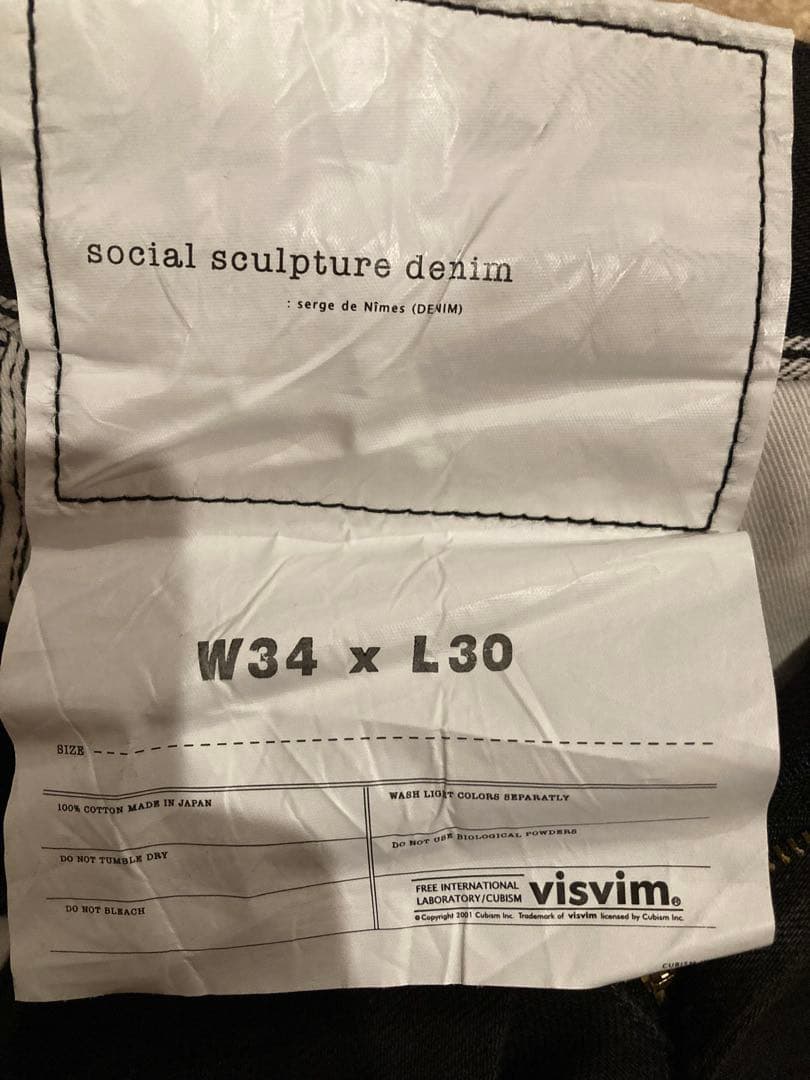 social sculpture denim
: serge de Nîmes (DENIM)
W34 x L30
SIZE
100% COTTON MADE IN JAPAN
DO NOT TUMBLE DRY
DO NOT BLEACH
WASH LIGHT COLORS SEPARATLY
DO NOT USE BIOLOGICAL POWDERS
FREE INTERNATIONAL
LABORATORY/CUBISM
visvim®
©Copyright 2001 Cubism Inc. Trademark of visvim licensed by Cubism Inc.